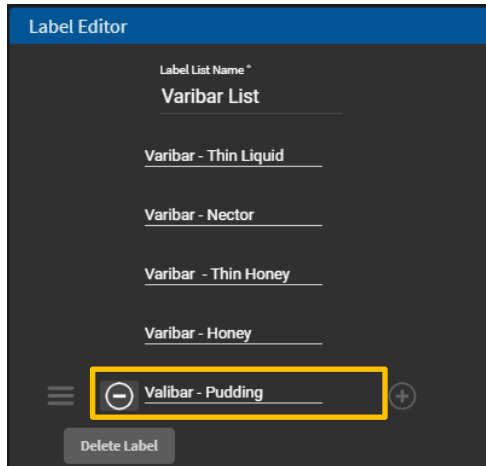 Label Editor
Label List Name *
Varibar List
Varibar - Thin Liquid
Varibar - Nector
Varibar  - Thin Honey
Varibar - Honey
Valibar - Pudding
Delete Label